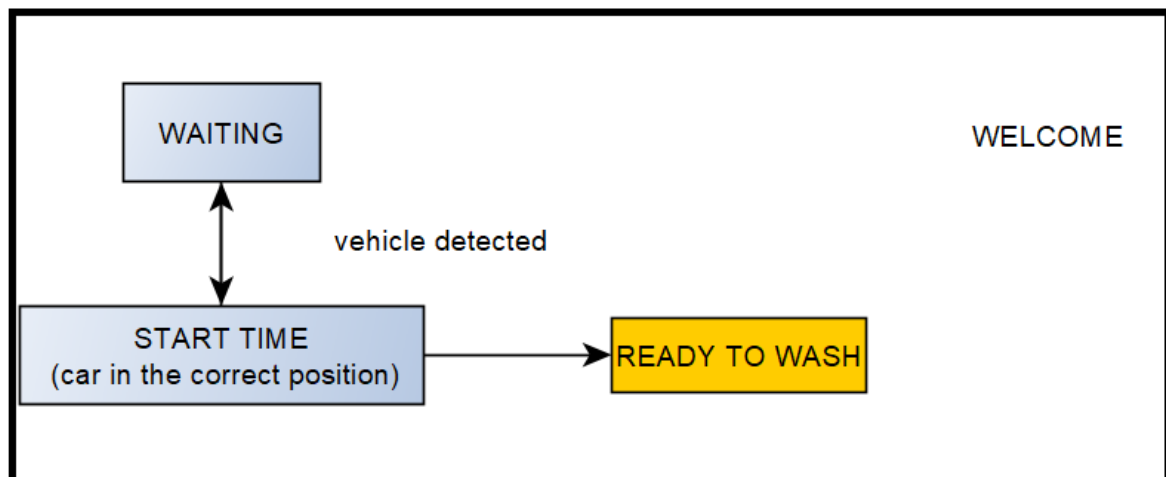 WAITING
WELCOME
vehicle detected
START TIME
(car in the correct position)
READY TO WASH